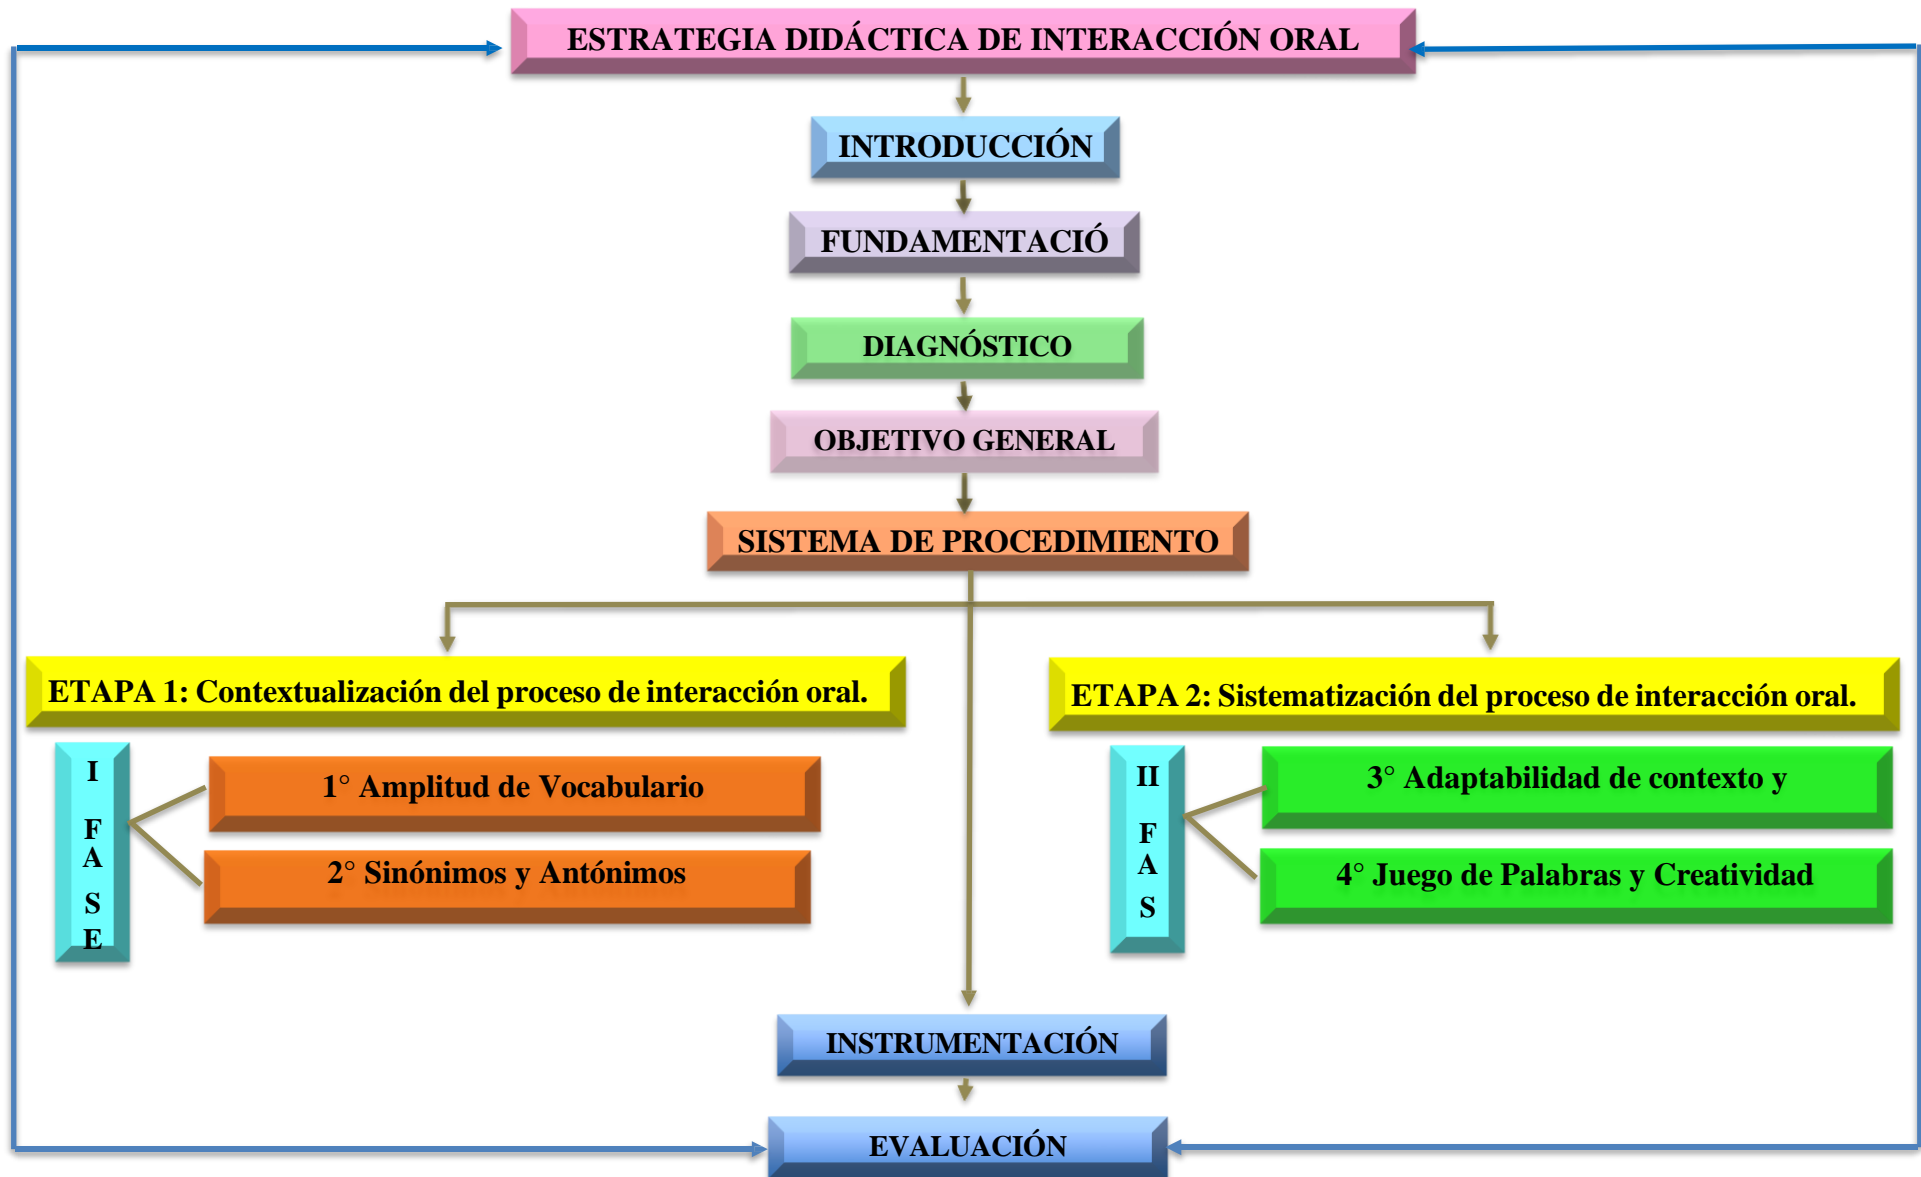 ESTRATEGIA DIDÁCTICA DE INTERACCIÓN ORAL
INTRODUCCIÓN
FUNDAMENTACIÓ
DIAGNÓSTICO
OBJETIVO GENERAL
SISTEMA DE PROCEDIMIENTO
ETAPA 1: Contextualización del proceso de interacción oral.
I
F
A
S
E
1° Amplitud de Vocabulario
2° Sinónimos y Antónimos
ETAPA 2: Sistematización del proceso de interacción oral.
II
F
A
S
3° Adaptabilidad de contexto y
4° Juego de Palabras y Creatividad
INSTRUMENTACIÓN
EVALUACIÓN